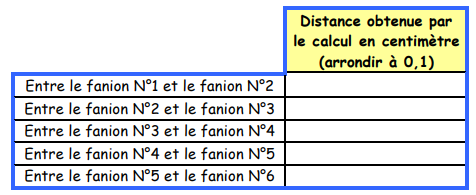 Distance obtenue par
le calcul en centimètre
(arrondir à 0,1)
Entre le fanion N°1 et le fanion N°2
Entre le fanion N°2 et le fanion N°3
Entre le fanion N°3 et le fanion N°4
Entre le fanion N°4 et le fanion N°5
Entre le fanion N°5 et le fanion N°6